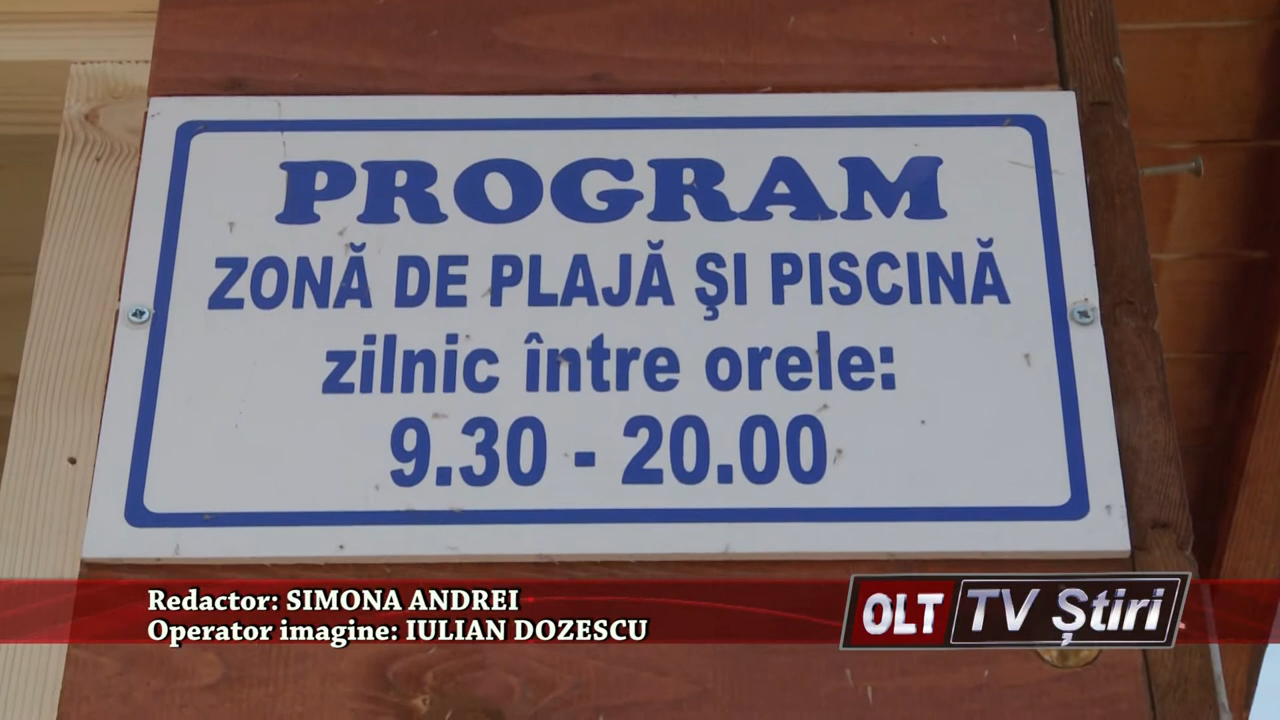 PROGRAM
ZONĂ DE PLAJĂ ŞI PISCINĂ
zilnic între orele:
9.30 - 20.00
Redactor: SIMONA ANDREI
Operator imagine: IULIAN DOZESCU
OLT TV Știri